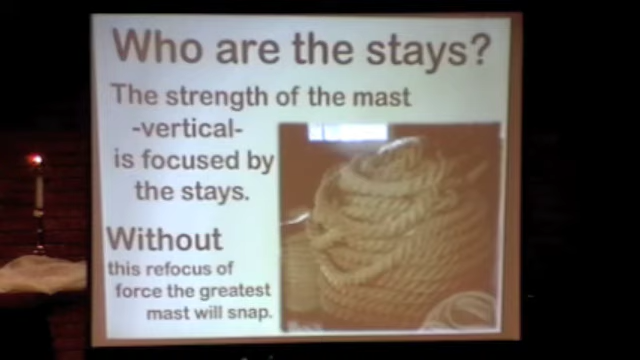 Who are the stays?
The strength of the mast
-vertical-
is focused by
the stays.
Without
this refocus of
force the greatest
mast will snap.